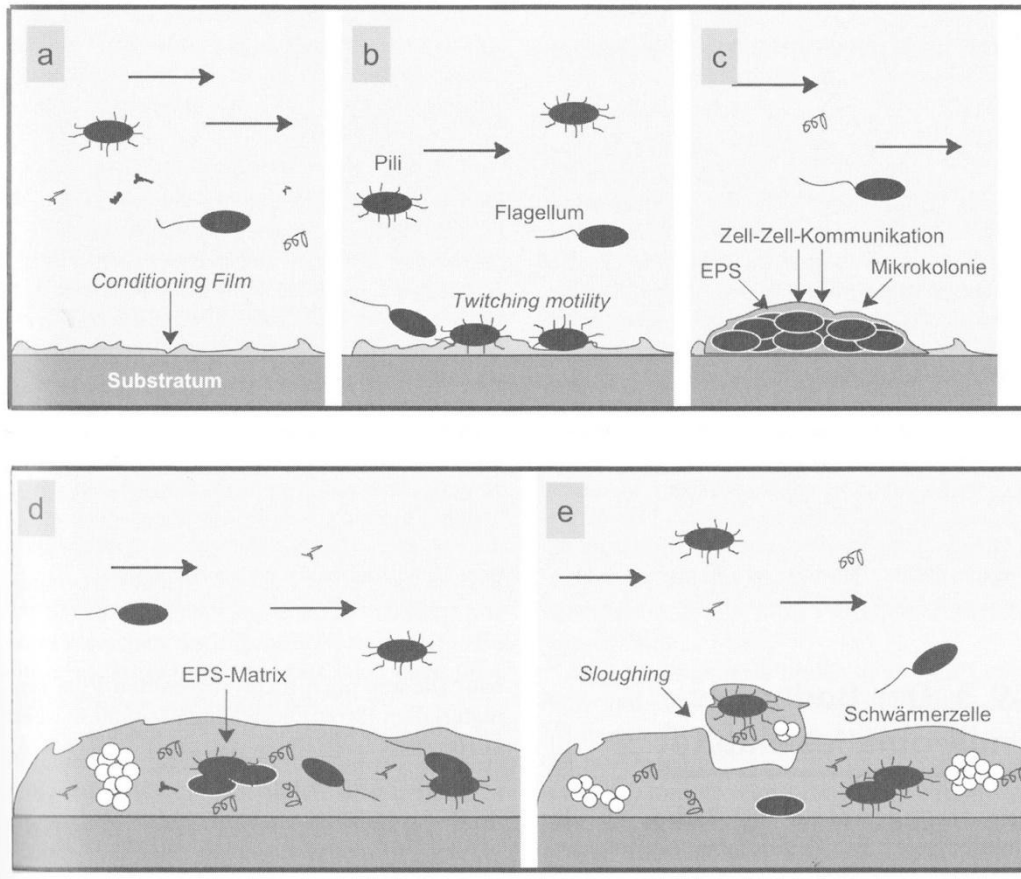 a
Conditioning Film
Substratum
b
Pili
Flagellum
Twitching motility
c
Zell-Zell-Kommunikation
EPS
Mikrokolonie
d
EPS-Matrix
e
Sloughing
Schwärmerzelle